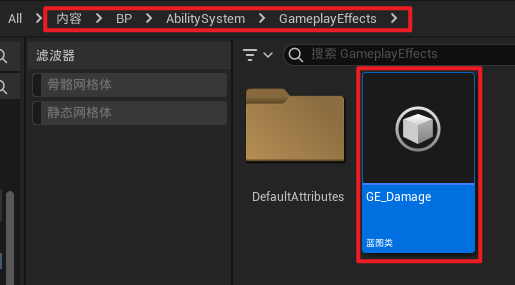 All > 内容 > BP > AbilitySystem > GameplayEffects >
滤波器
搜索 GameplayEffects
骨骼网格体
静态网格体
DefaultAttributes
GE_Damage
蓝图类